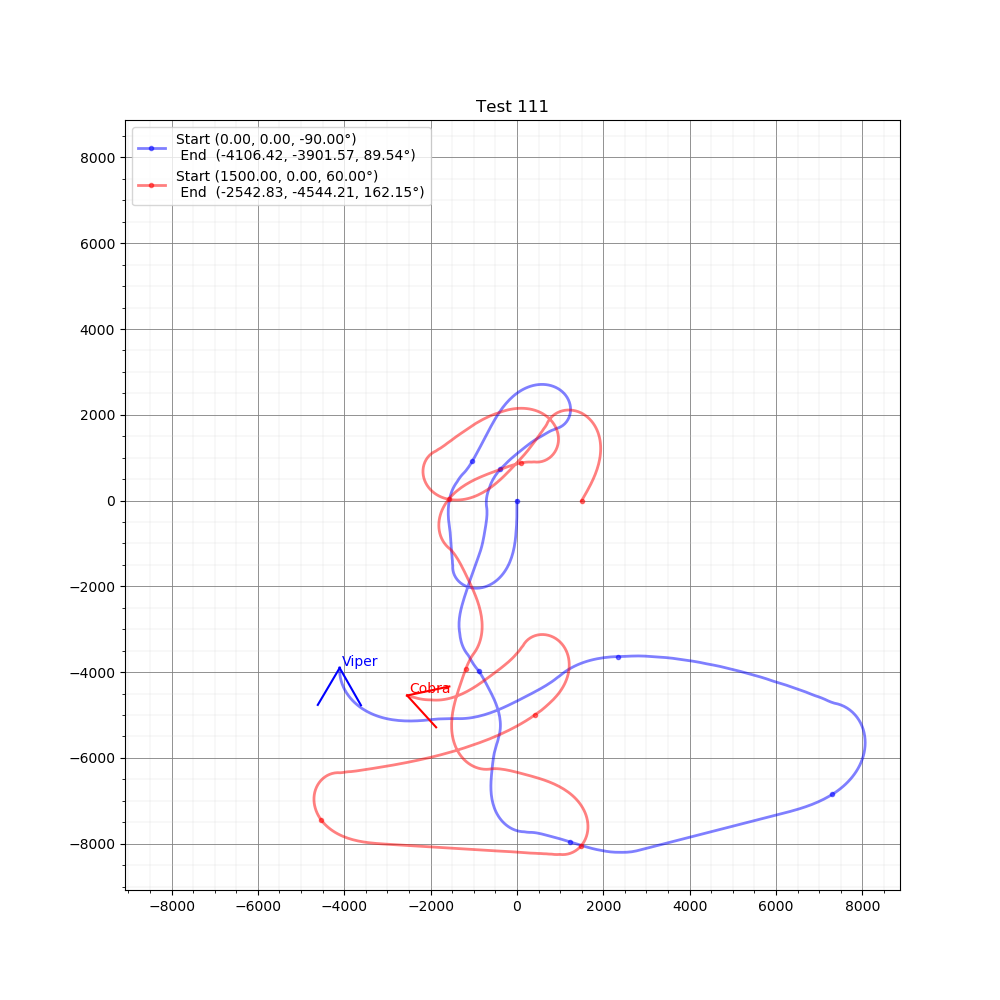 Test 111
Start (0.00, 0.00, -90.00°)
End (-4106.42, -3901.57, 89.54°)
Start (1500.00, 0.00, 60.00°)
End (-2542.83, -4544.21, 162.15°)
8000
6000
4000
2000
0
−2000
−4000
−6000
−8000
Viper
Cobra
−8000 −6000 −4000 −2000 0 2000 4000 6000 8000